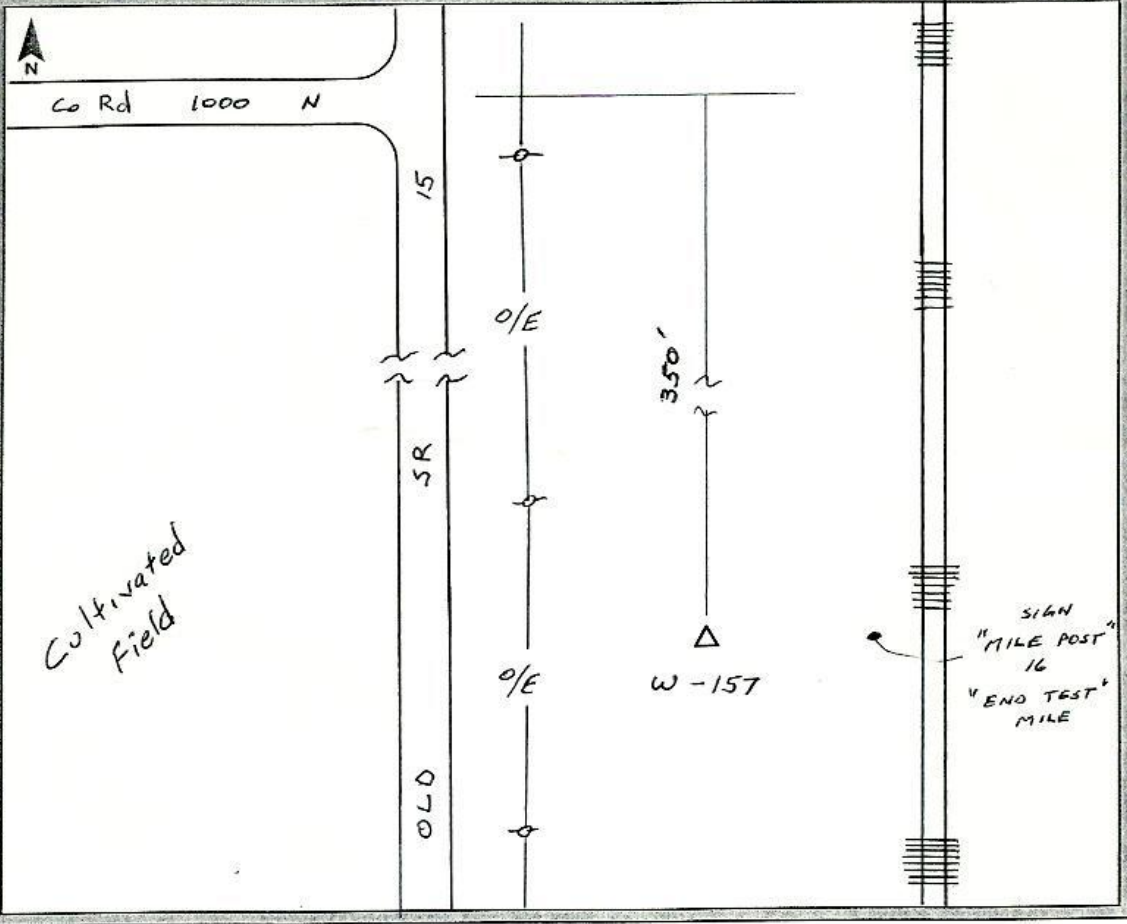 N
Co Rd 1000 N
15
O/E
350'
SR
Cultivated
Field
SIGN
"MILE POST"
16
"END TEST"
MILE
O/E
W-157
OLD